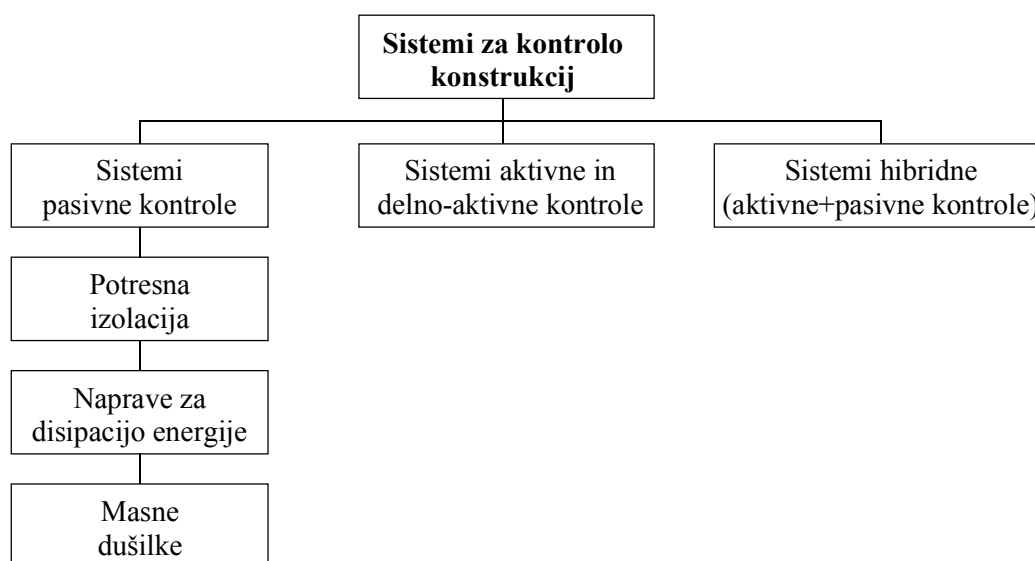 Sistemi za kontrolo
konstrukcij
Sistemi
pasivne kontrole
Sistemi aktivne in
delno-aktivne kontrole
Sistemi hibridne
(aktivne+pasivne kontrole)
Potresna
izolacija
Naprave za
disipacijo energije
Masne
dušilke